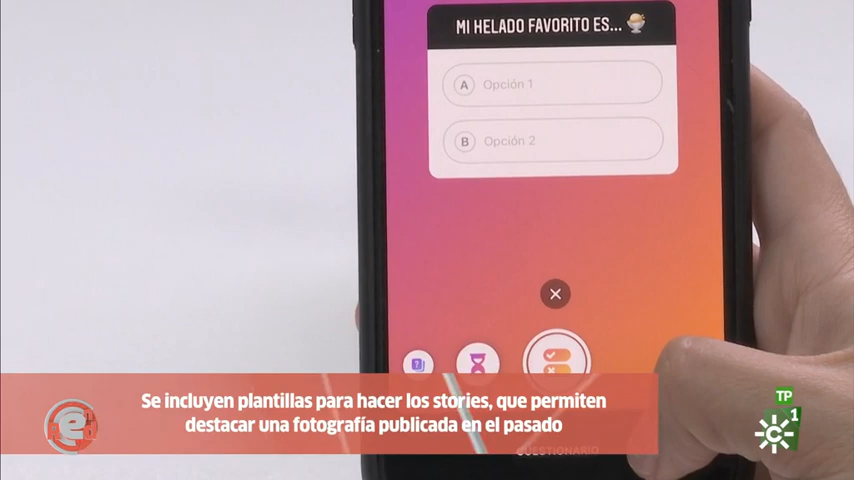 MI HELADO FAVORITO ES...
A Opción 1
B Opción 2
Se incluyen plantillas para hacer los stories, que permiten
destacar una fotografía publicada en el pasado
CUESTIONARIO
TP
1